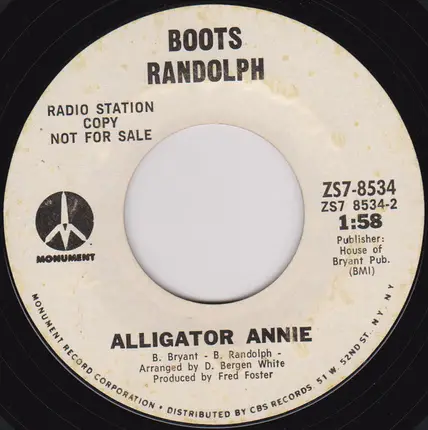 BOOTS
RANDOLPH
RADIO STATION
COPY
NOT FOR SALE
ZS7-8534
ZS7 8534-2
1:58
Publisher:
House of
Bryant Pub.
(BMI)
MONUMENT
ALLIGATOR ANNIE
B. Bryant - B. Randolph -
Arranged by D. Bergen White
Produced by Fred Foster
MONUMENT RECORD CORPORATION • DISTRIBUTED BY CBS RECORDS, 51 W. 52ND ST. NY. NY